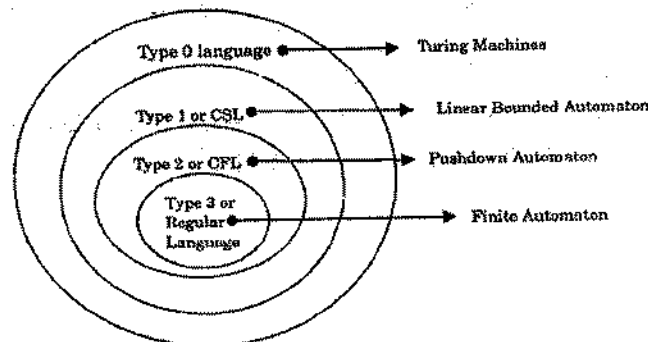 Type 0 language
Turing Machines
Type 1 or CSL
Linear Bounded Automaton
Type 2 or CFL
Pushdown Automaton
Type 3 or
Regular
Language
Finite Automaton